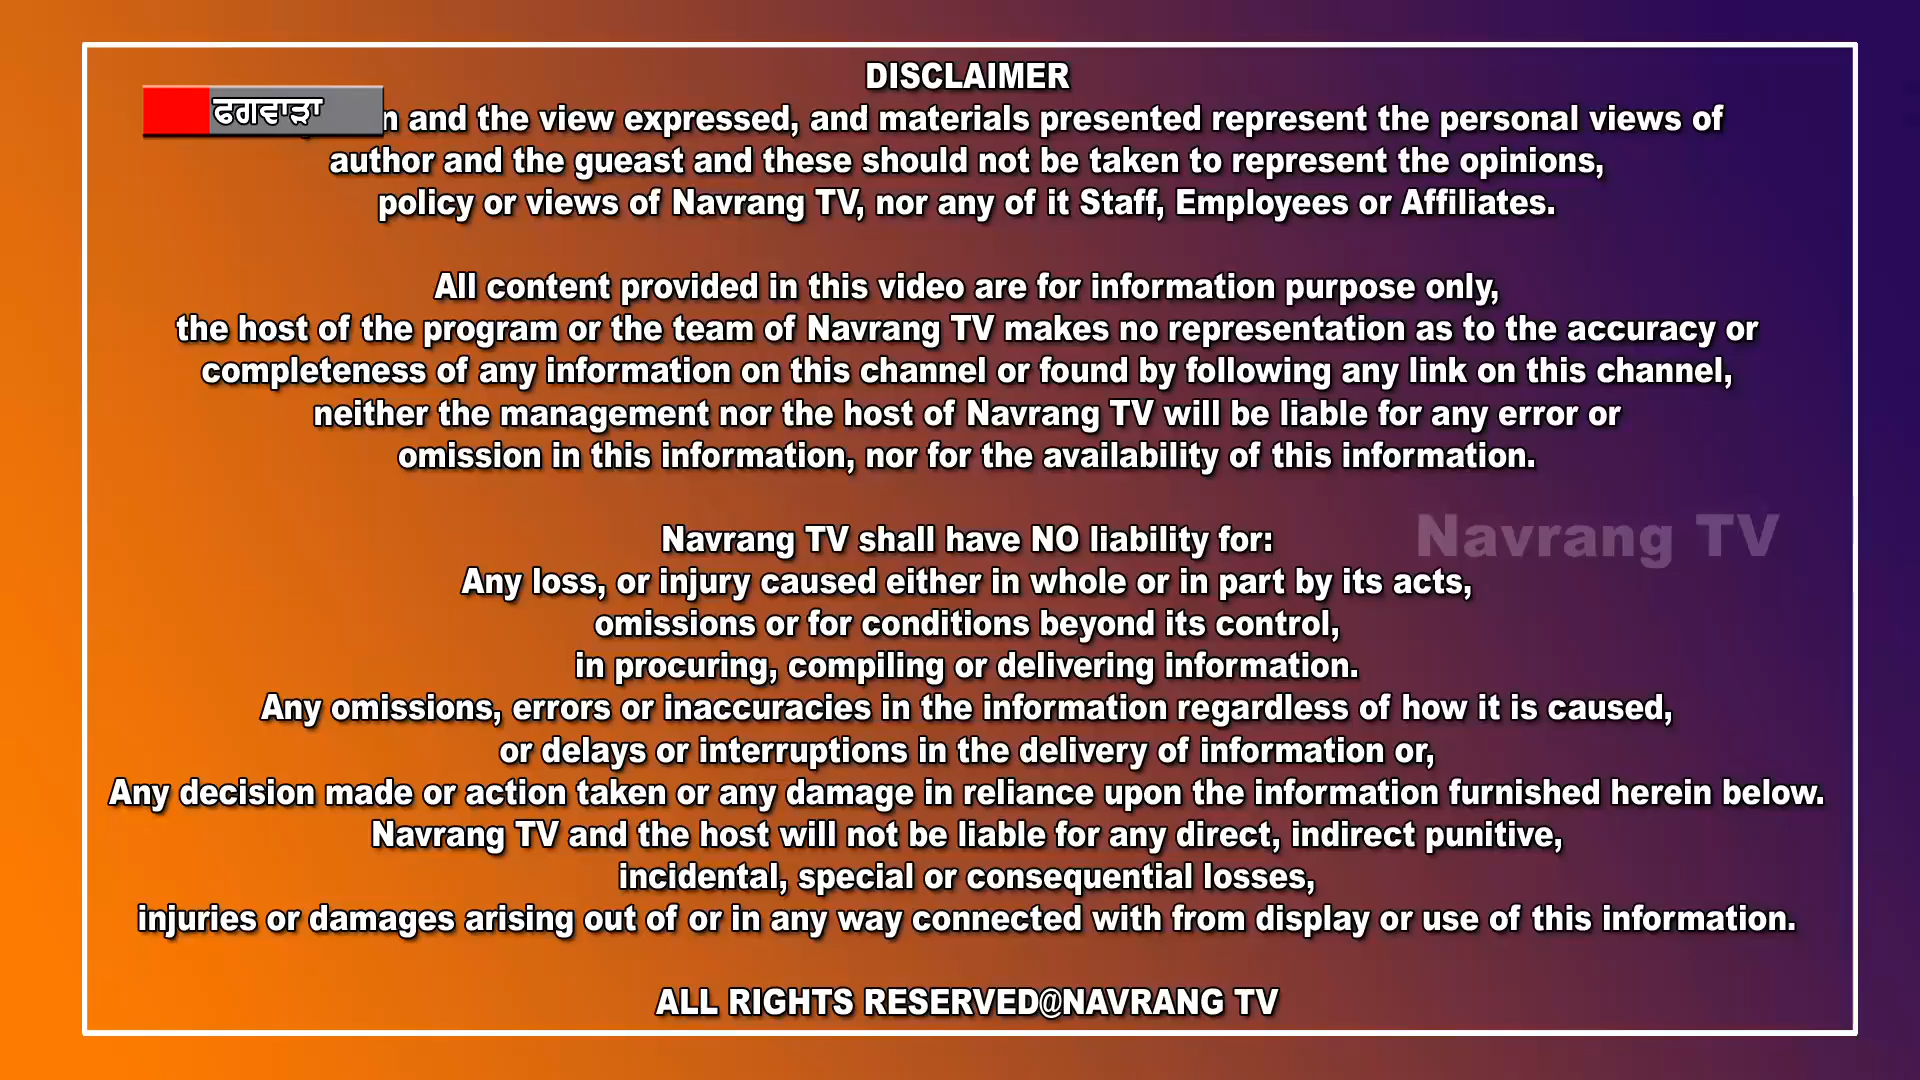 DISCLAIMER
ਫਗਵਾੜਾ
and the view expressed, and materials presented represent the personal views of
author and the gueast and these should not be taken to represent the opinions,
policy or views of Navrang TV, nor any of it Staff, Employees or Affiliates.
All content provided in this video are for information purpose only,
the host of the program or the team of Navrang TV makes no representation as to the accuracy or
completeness of any information on this channel or found by following any link on this channel,
neither the management nor the host of Navrang TV will be liable for any error or
omission in this information, nor for the availability of this information.
Navrang TV shall have NO liability for:
Navrang TV
Any loss, or injury caused either in whole or in part by its acts,
omissions or for conditions beyond its control,
in procuring, compiling or delivering information.
Any omissions, errors or inaccuracies in the information regardless of how it is caused,
or delays or interruptions in the delivery of information or,
Any decision made or action taken or any damage in reliance upon the information furnished herein below.
Navrang TV and the host will not be liable for any direct, indirect punitive,
incidental, special or consequential losses,
injuries or damages arising out of or in any way connected with from display or use of this information.
ALL RIGHTS RESERVED@NAVRANG TV